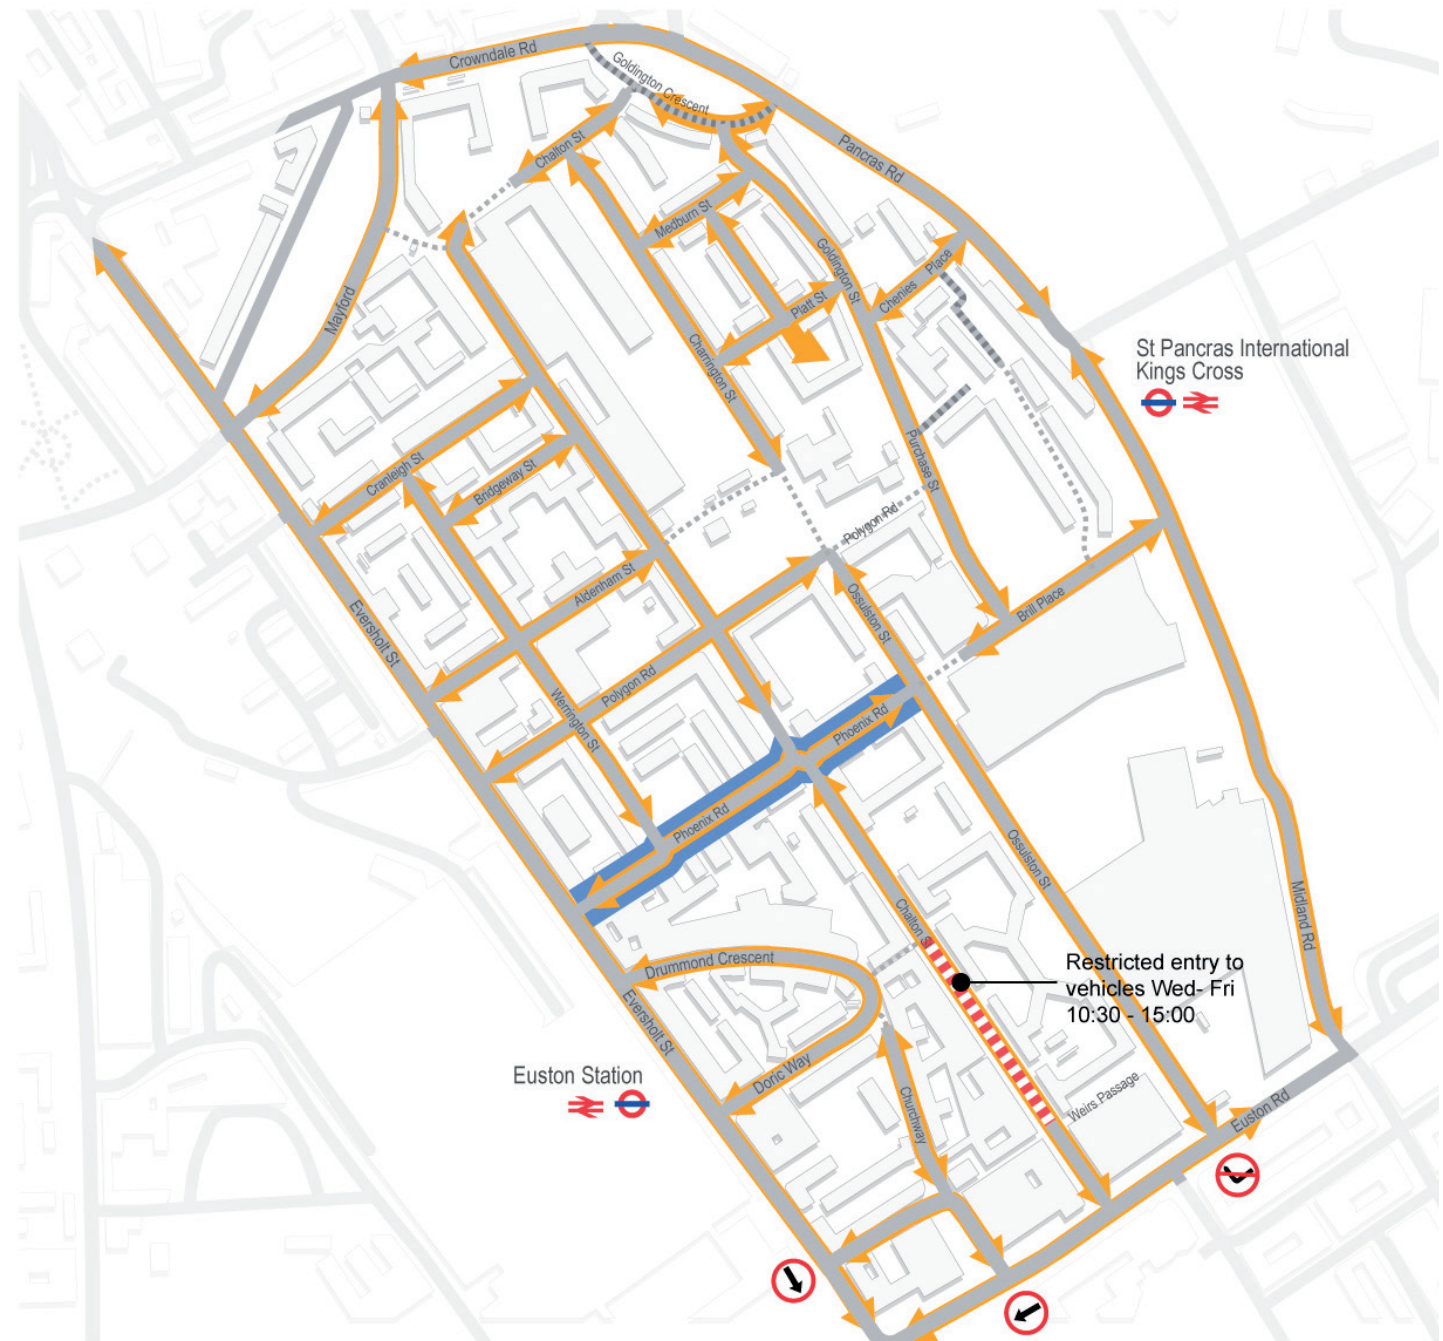 Crowndale Rd
Goldington Crescent
Chalton St
Pancras Rd
Medburn St
Goldington St
Chenies Place
Mayford
Platt St
Charrington St
St Pancras International
Kings Cross
Cranleigh St
Bridgeway St
Purchase St
Polygon Rd
Aldenham St
Eversholt St
Ossulston St
Brill Place
Polygon Rd
Werrington St
Phoenix Rd
Phoenix Rd
Ossulston St
Chalton S
Midland Rd
Drummond Crescent
Restricted entry to
vehicles Wed- Fri
10:30 - 15:00
Eversholt St
Euston Station
Doric Way
Churchway
Weirs Passage
Euston Rd